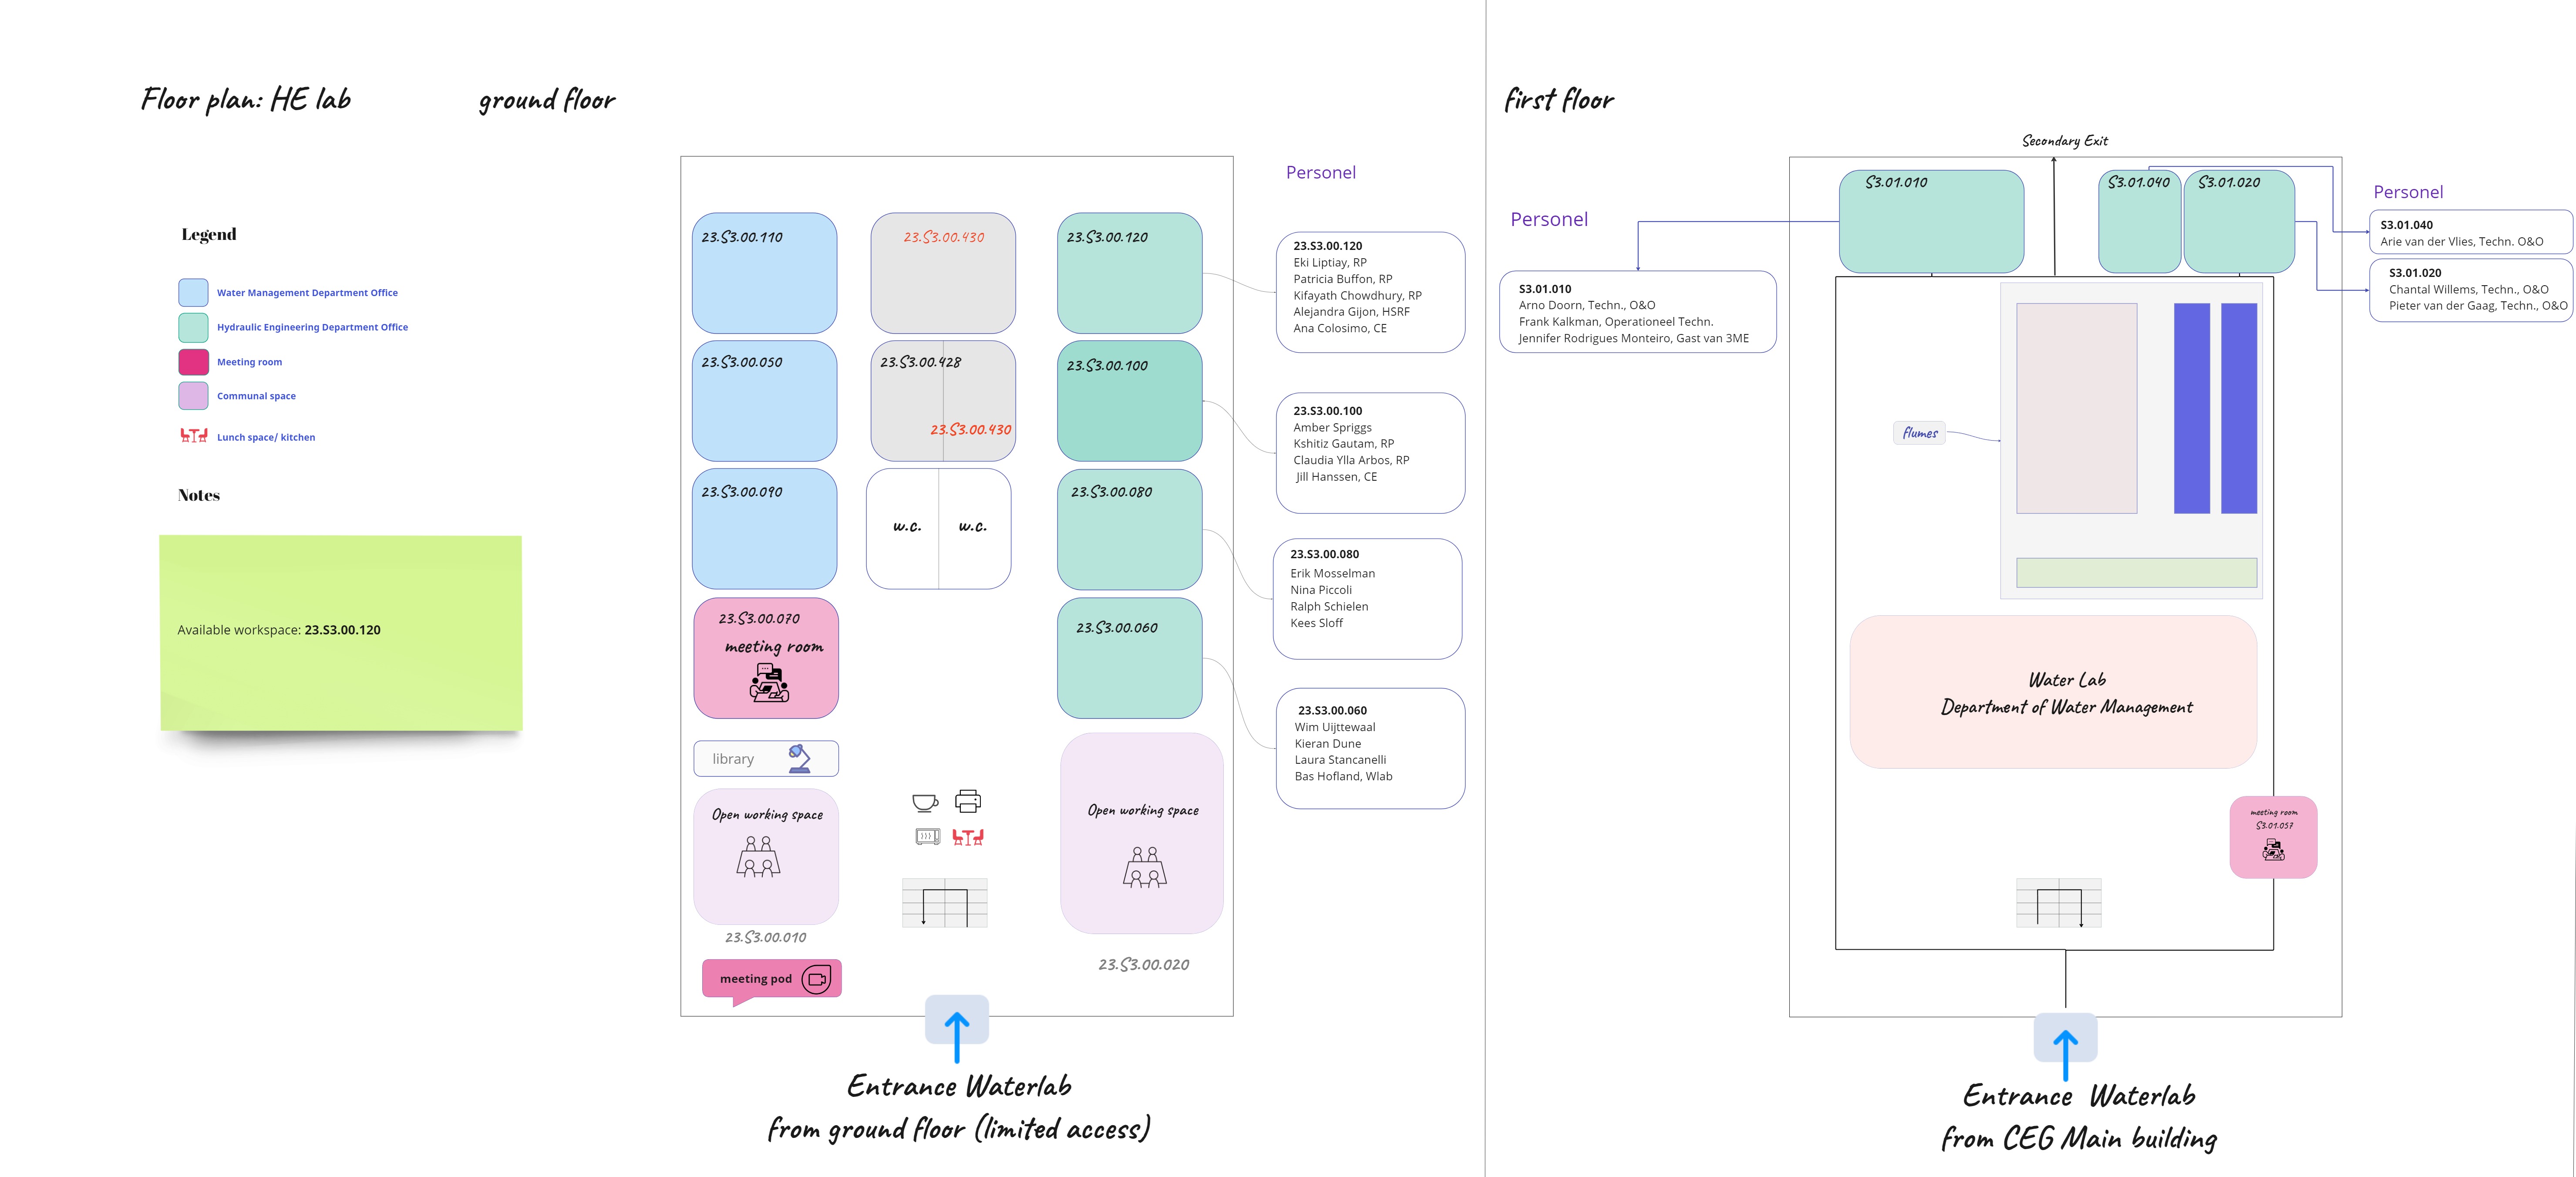 Floor plan: HE lab
ground floor
Legend
Water Management Department Office
Hydraulic Engineering Department Office
Meeting room
Communal space
Lunch space/ kitchen
Notes
Available workspace: 23.S3.00.120
23.S3.00.110
23.S3.00.430
23.S3.00.120
23.S3.00.050
23.S3.00.428
23.S3.00.430
23.S3.00.100
23.S3.00.090
w.c.
w.c.
23.S3.00.080
23.S3.00.070
meeting room
23.S3.00.060
library
Open working space
23.S3.00.010
meeting pod
Open working space
23.S3.00.020
Entrance Waterlab
from ground floor (limited access)
Personel
23.S3.00.120
Eki Liptiay, RP
Patricia Buffon, RP
Kifayath Chowdhury, RP
Alejandra Gijon, HSRF
Ana Colosimo, CE
23.S3.00.100
Amber Spriggs
Kshitiz Gautam, RP
Claudia Ylla Arbos, RP
Jill Hanssen, CE
23.S3.00.080
Erik Mosselman
Nina Piccoli
Ralph Schielen
Kees Sloff
23.S3.00.060
Wim Uijttewaal
Kieran Dune
Laura Stancanelli
Bas Hofland, Wlab
first floor
Personel
S3.01.010
Arno Doorn, Techn., O&O
Frank Kalkman, Operationeel Techn.
Jennifer Rodrigues Monteiro, Gast van 3ME
Secondary Exit
S3.01.010
S3.01.040
S3.01.020
flumes
Water Lab
Department of Water Management
meeting room
S3.01.057
Entrance Waterlab
from CEG Main building
Personel
S3.01.040
Arie van der Vlies, Techn. O&O
S3.01.020
Chantal Willems, Techn., O&O
Pieter van der Gaag, Techn., O&O